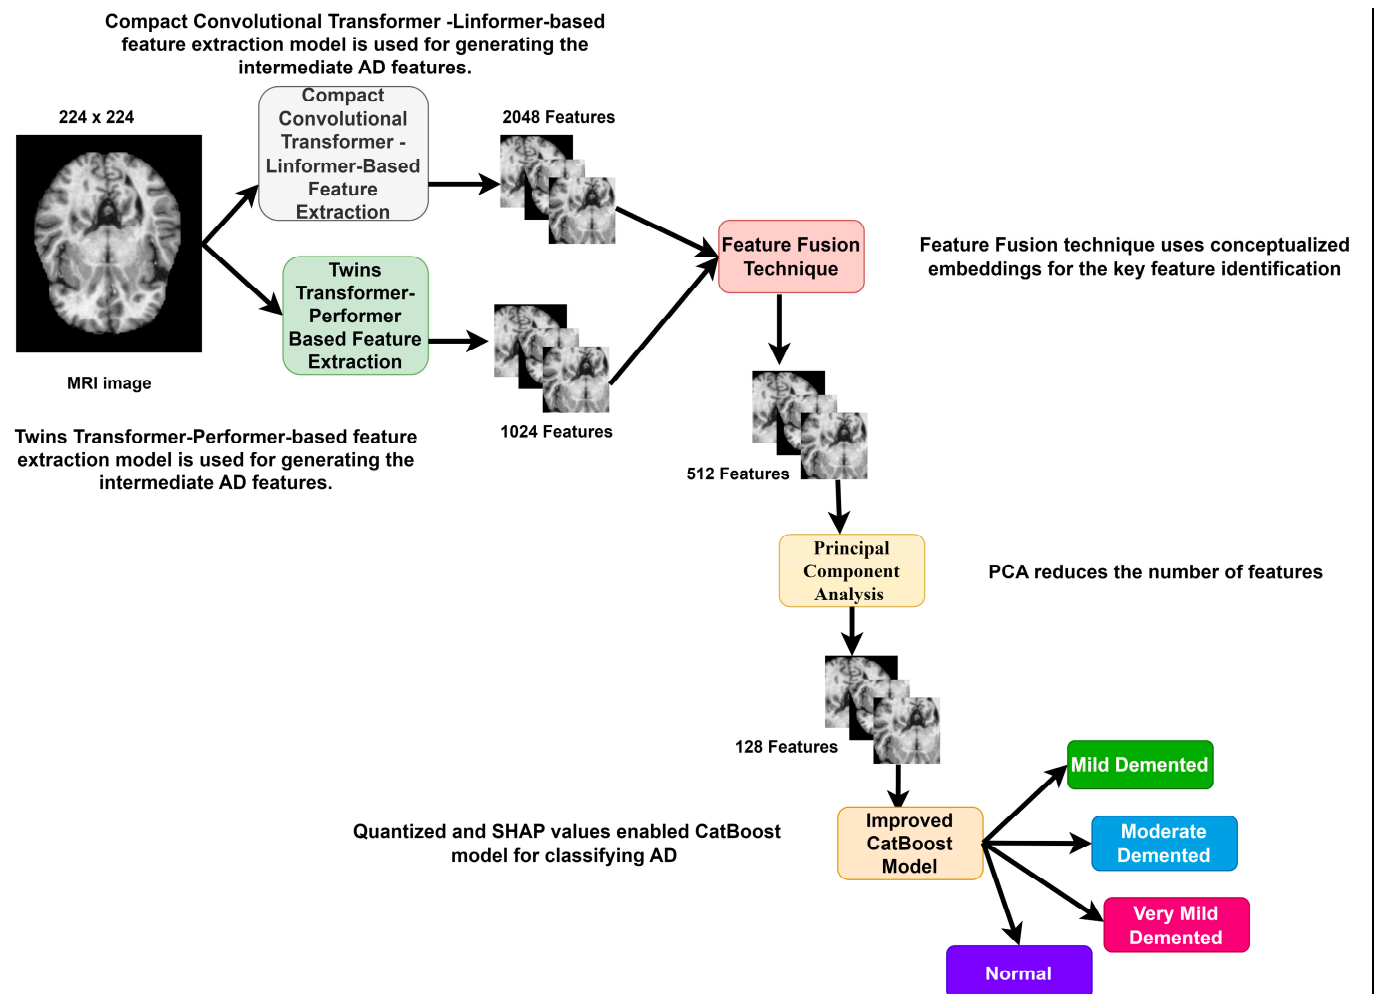 Compact Convolutional Transformer -Linformer-based
feature extraction model is used for generating the
intermediate AD features.
224 x 224
Compact
Convolutional
Transformer -
Linformer-Based
Feature
Extraction
2048 Features
MRI image
Twins
Transformer-
Performer
Based Feature
Extraction
1024 Features
Twins Transformer-Performer-based feature
extraction model is used for generating the
intermediate AD features.
Feature Fusion
Technique
Feature Fusion technique uses conceptualized
embeddings for the key feature identification
512 Features
Principal
Component
Analysis
PCA reduces the number of features
128 Features
Quantized and SHAP values enabled CatBoost
model for classifying AD
Improved
CatBoost
Model
Mild Demented
Moderate
Demented
Very Mild
Demented
Normal